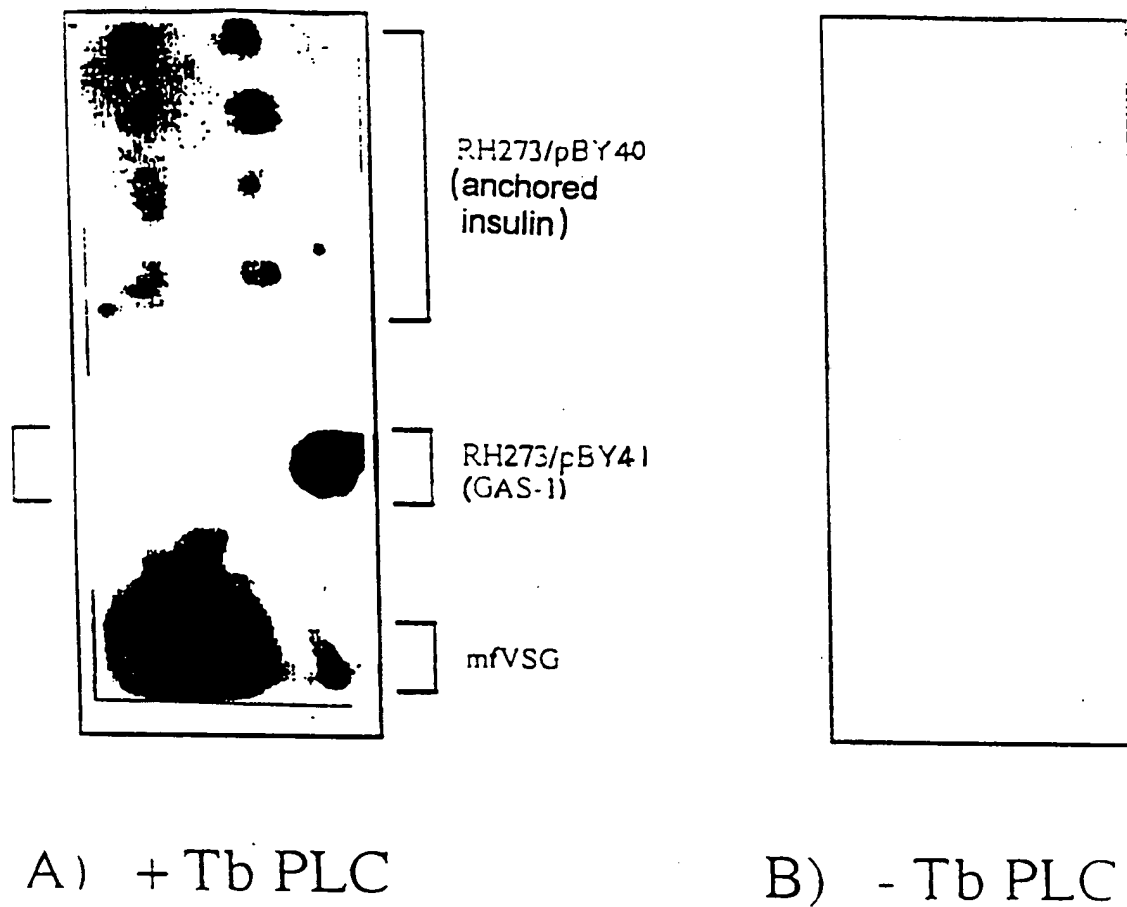 RH273/pBY40
(anchored
insulin)
RH273/pBY41
(GAS-1)
mfVSG
A) + Tb PLC
B) - Tb PLC